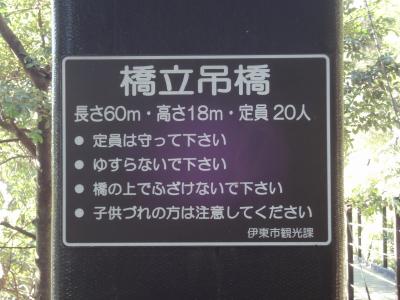 橋立吊橋
長さ60m・高さ18m・定員 20人
● 定員は守って下さい
● ゆすらないで下さい
● 橋の上でふざけないで下さい
● 子供づれの方は注意してください
伊東市観光課